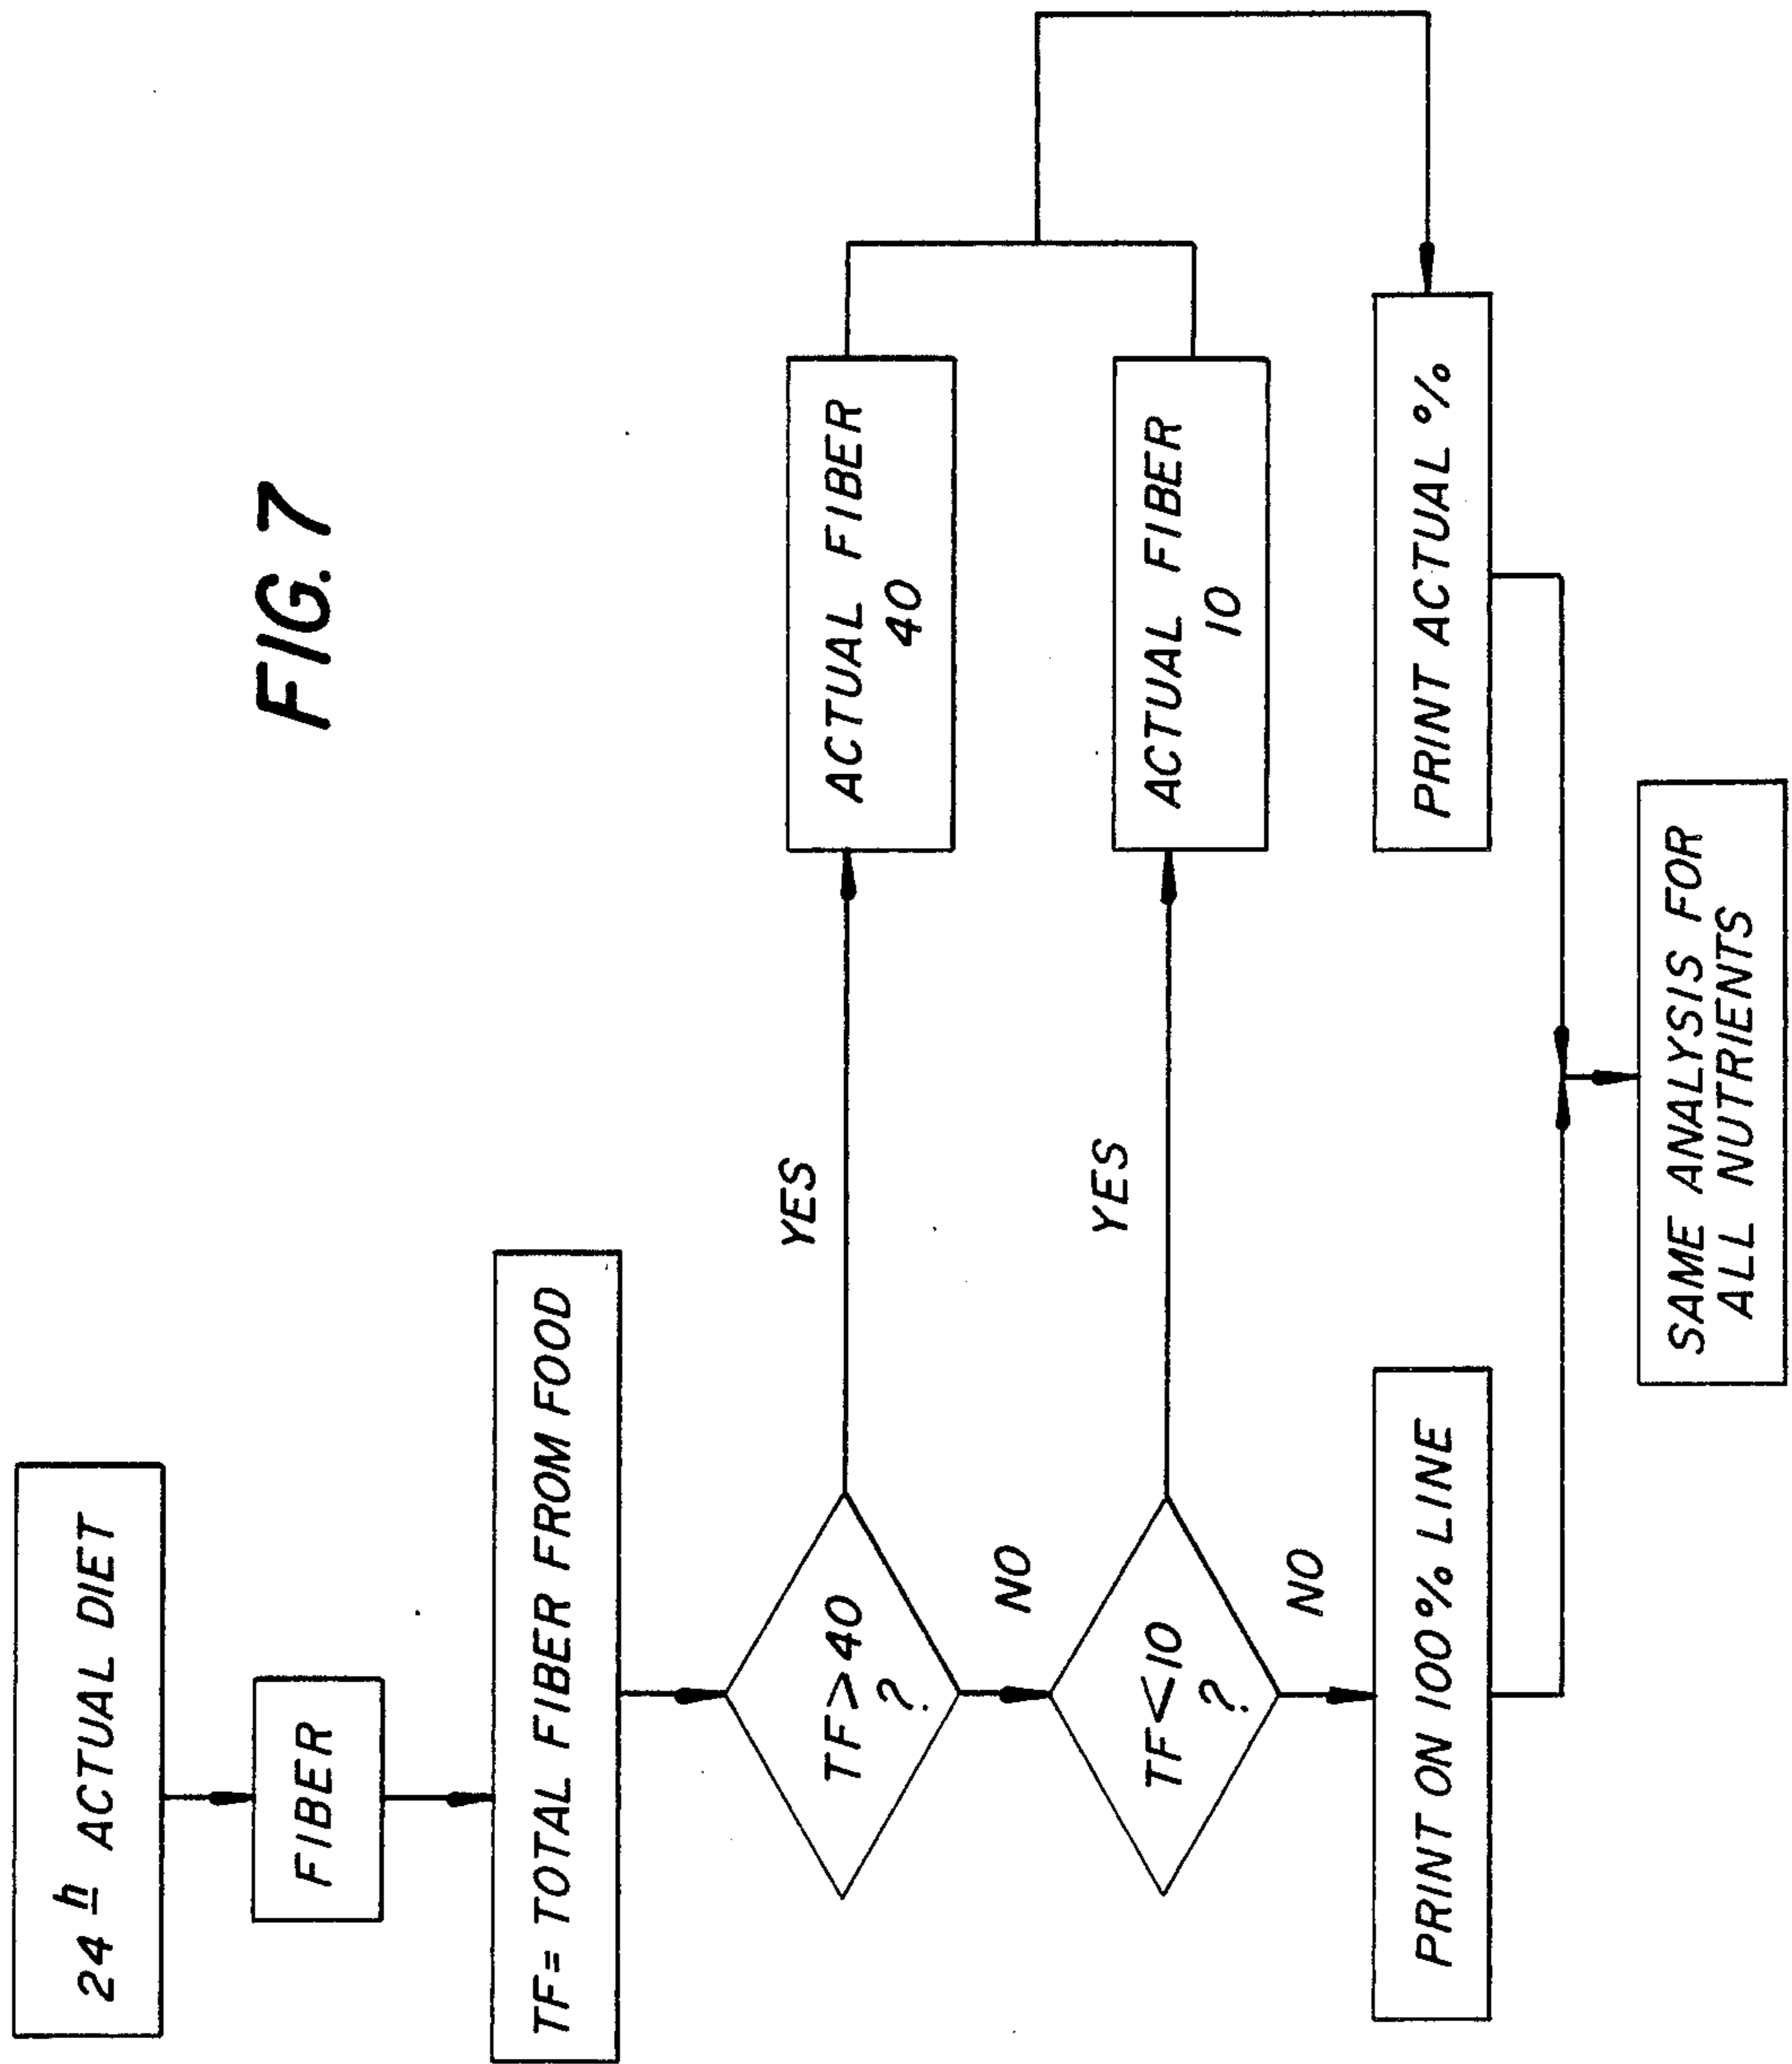 FIG. 7
24 h ACTUAL DIET
FIBER
TF= TOTAL FIBER FROM FOOD
TF>40
?
YES
ACTUAL FIBER
40
NO
TF<10
?
YES
ACTUAL FIBER
10
NO
PRINT ON 100% LINE
PRINT ACTUAL %
SAME ANALYSIS FOR
ALL NUTRIENTS